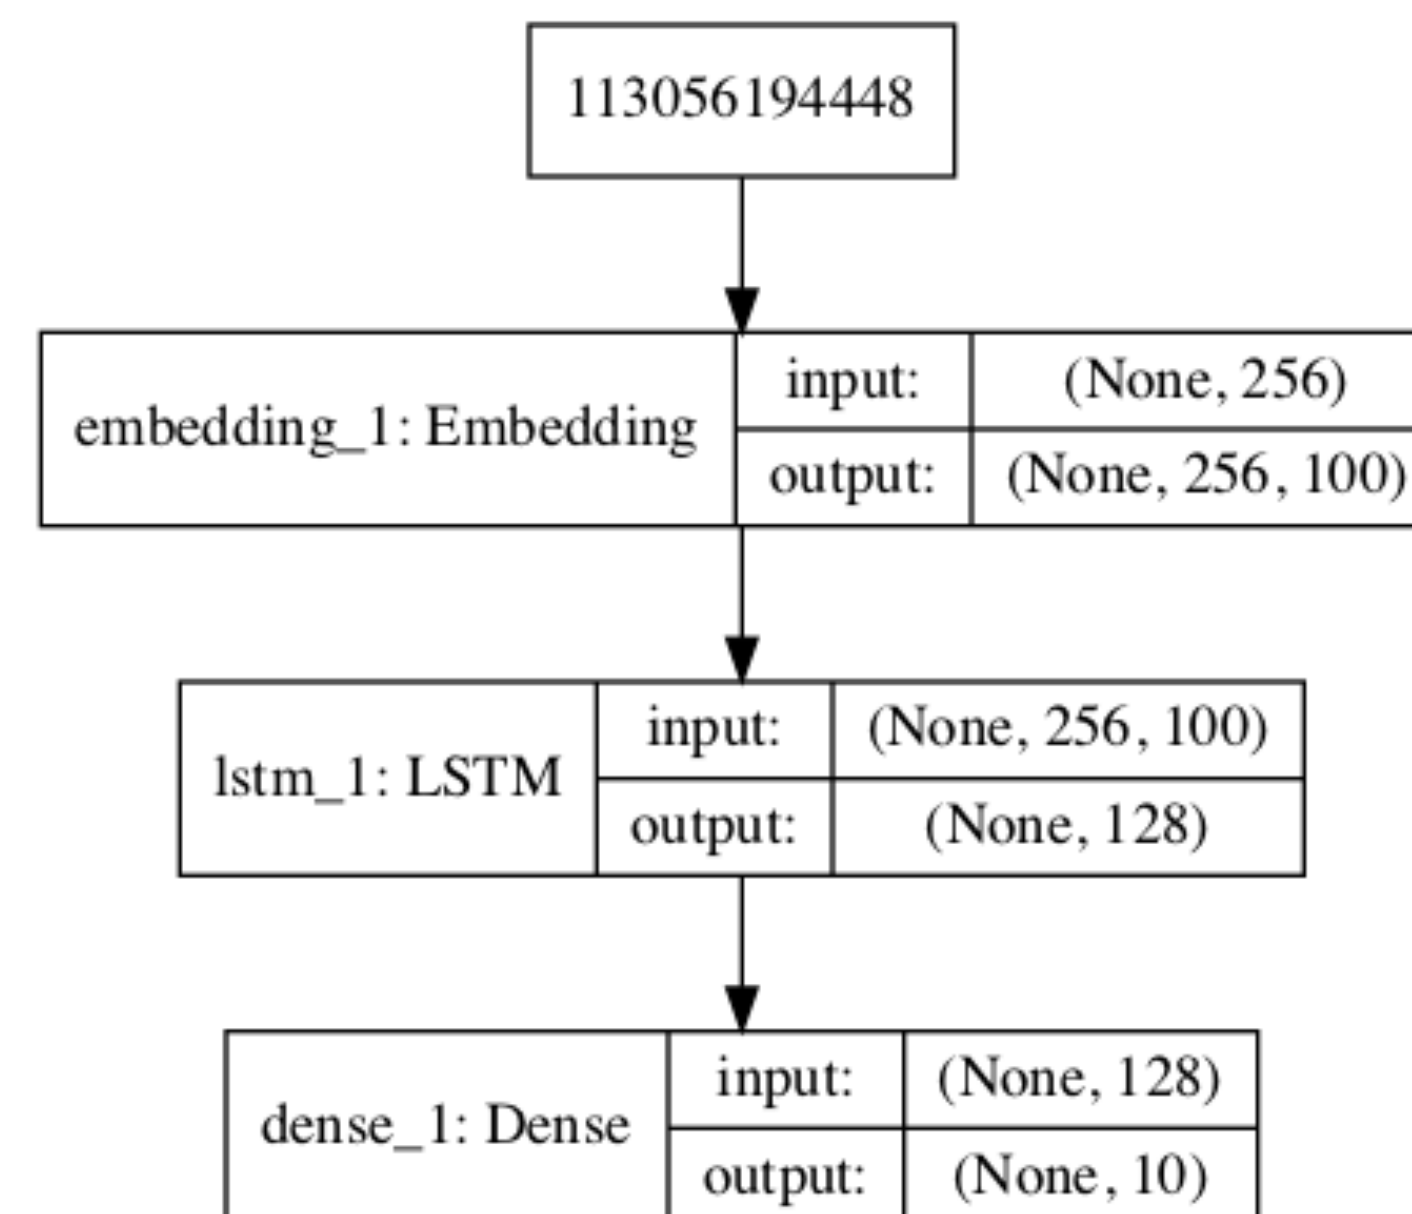 113056194448
embedding_1: Embedding
input:
(None, 256)
output:
(None, 256, 100)
lstm_1: LSTM
input:
(None, 256, 100)
output:
(None, 128)
dense_1: Dense
input:
(None, 128)
output:
(None, 10)